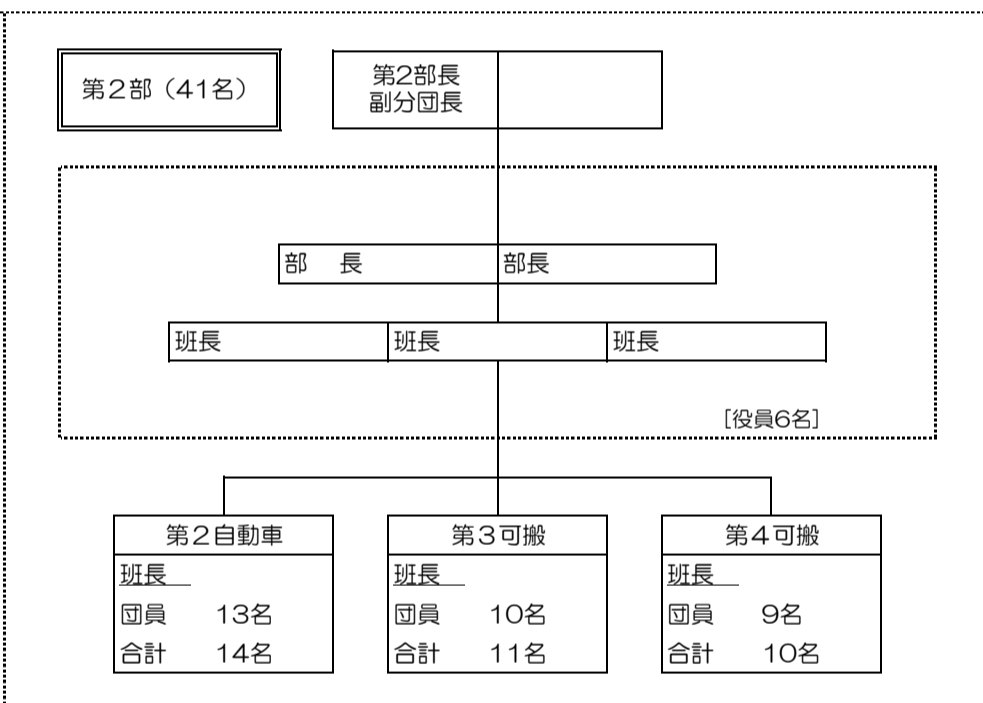 第２部（41名）
第2部長
副分団長
部　長
部長
班長
班長
班長
[役員6名]
第２自動車
班長
団員　13名
合計　14名
第３可搬
班長
団員　10名
合計　11名
第４可搬
班長
団員　9名
合計　10名